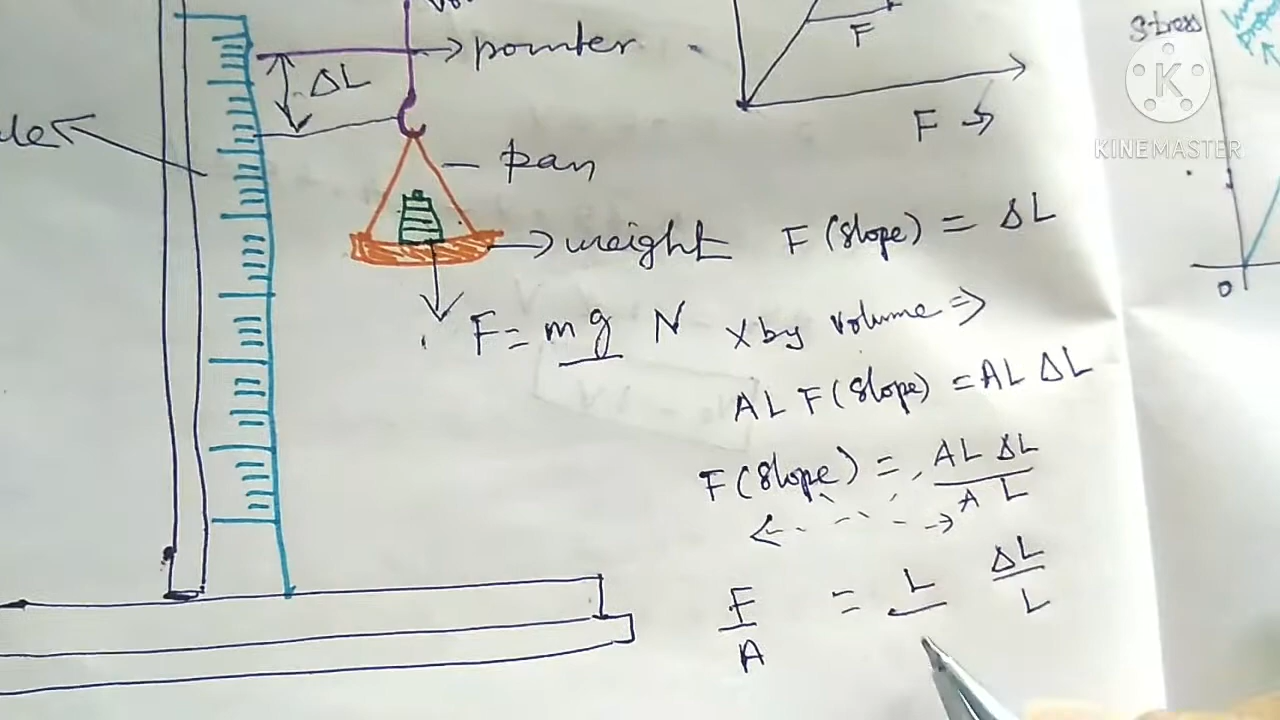 → pointer
ΔL
F
F →
Stress
K
KINEMASTER
pan
→ weight
F (slope) = ΔL
F = mg N
X by volume ⇒
AL F (slope) = AL ΔL
F (slope) = AL ΔL
A L
F = L ΔL
A L
0